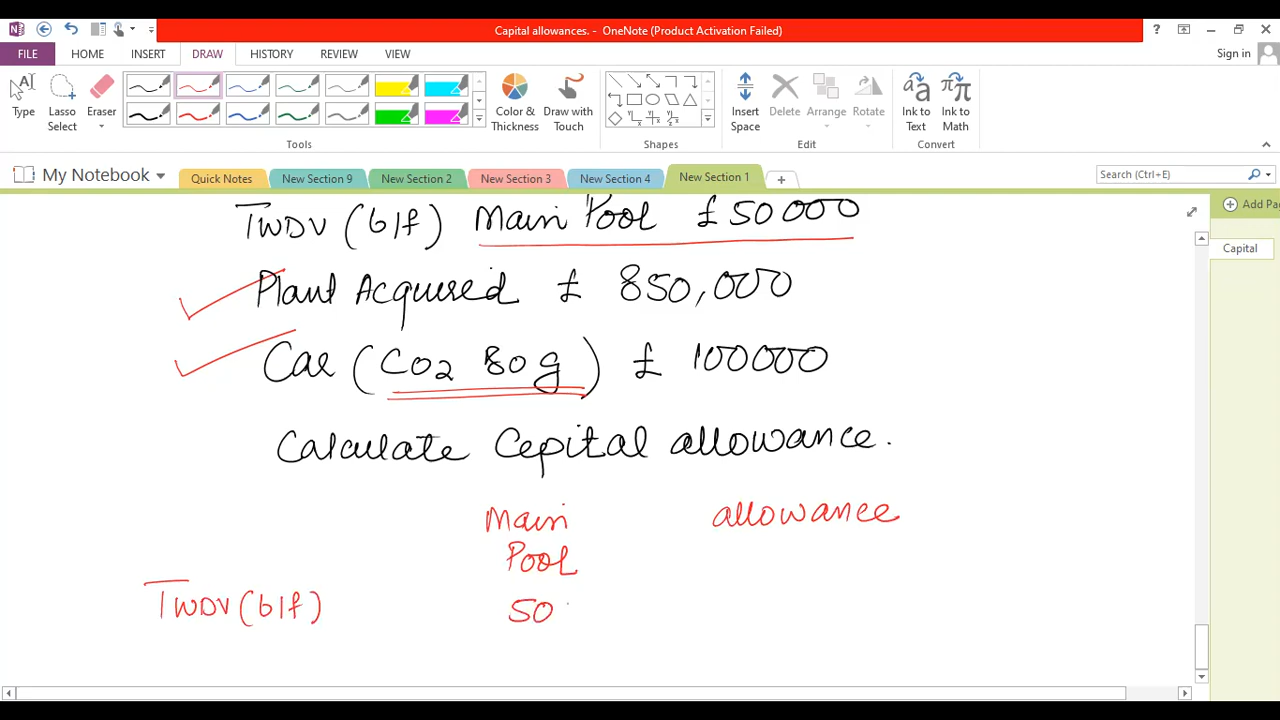 Capital allowances. - OneNote (Product Activation Failed)
?
Sign in
FILE HOME INSERT DRAW HISTORY REVIEW VIEW
Type
Lasso Select
Eraser
Color & Thickness
Draw with Touch
Insert Space
Delete
Arrange
Rotate
Ink to Text
Ink to Math
Tools
Shapes
Edit
Convert
My Notebook
Quick Notes
New Section 9
New Section 2
New Section 3
New Section 4
New Section 1
Search (Ctrl+E)
Add Pag
Capital
TWDV (b/f) Main Pool £ 50000
Plant Acquired £ 850,000
Car (CO2 80g) £ 100000
Calculate Cepital allowance.
Main Pool
allowance
TWDV (b/f) 50